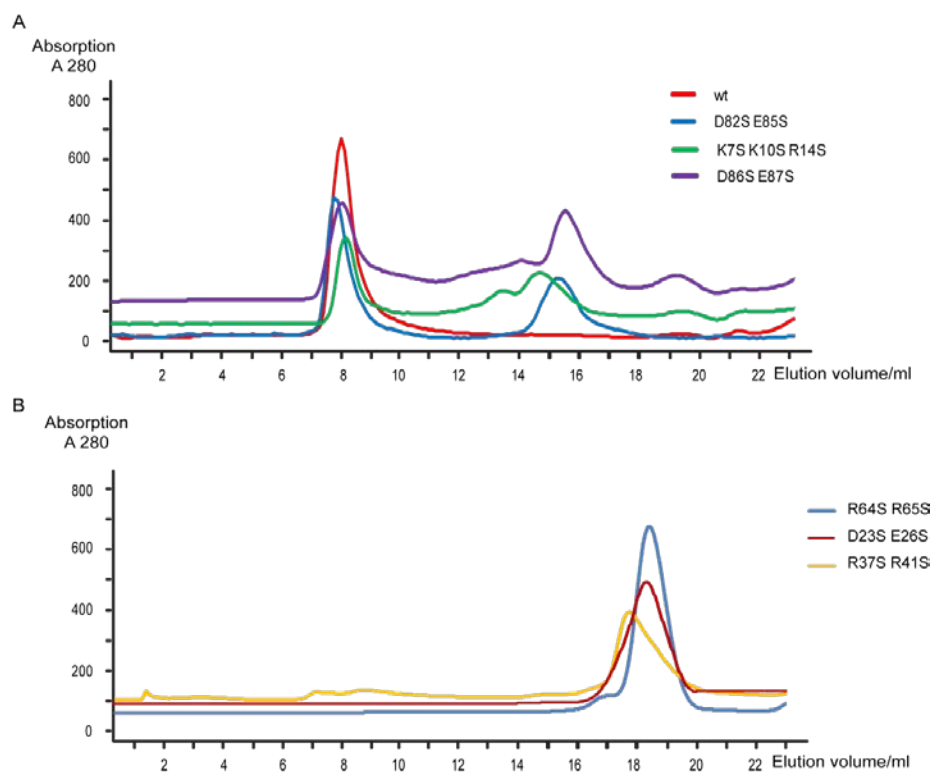 A
Absorption
A 280
800
600
400
200
0
2 4 6 8 10 12 14 16 18 20 22 Elution volume/ml
wt
D82S E85S
K7S K10S R14S
D86S E87S
B
Absorption
A 280
800
600
400
200
0
2 4 6 8 10 12 14 16 18 20 22 Elution volume/ml
R64S R65S
D23S E26S
R37S R41S